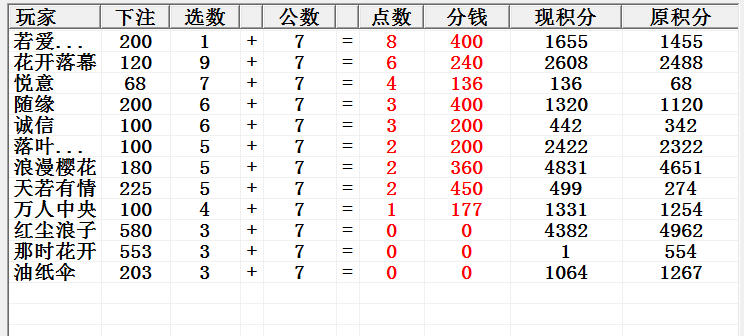 玩家 下注 选数 公数 点数 分钱 现积分 原积分
若爱... 200 1 + 7 = 8 400 1655 1455
花开落幕 120 9 + 7 = 6 240 2608 2488
悦意 68 7 + 7 = 4 136 136 68
随缘 200 6 + 7 = 3 400 1320 1120
诚信 100 6 + 7 = 3 200 442 342
落叶... 100 5 + 7 = 2 200 2422 2322
浪漫樱花 180 5 + 7 = 2 360 4831 4651
天若有情 225 5 + 7 = 2 450 499 274
万人中央 100 4 + 7 = 1 177 1331 1254
红尘浪子 580 3 + 7 = 0 0 4382 4962
那时花开 553 3 + 7 = 0 0 1 554
油纸伞 203 3 + 7 = 0 0 1064 1267